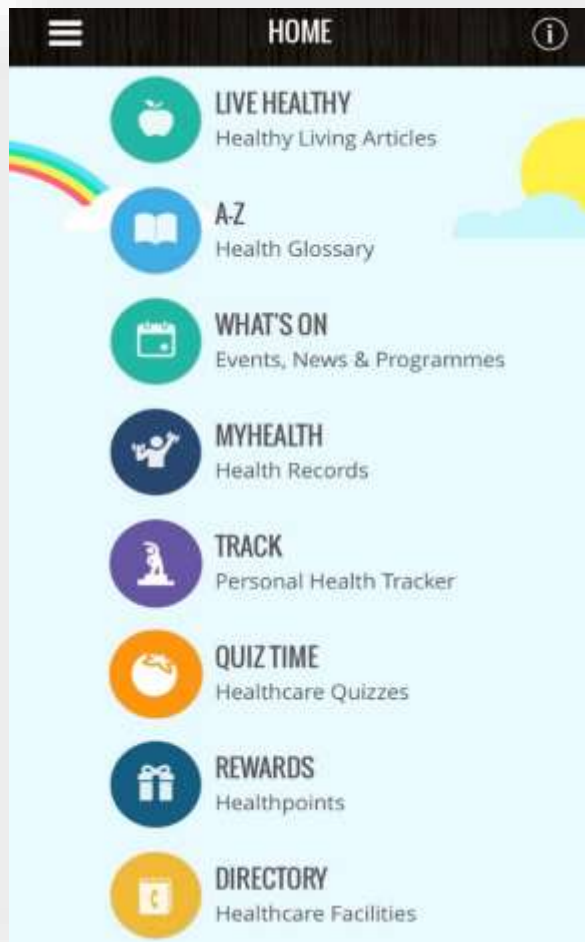 HOME
LIVE HEALTHY
Healthy Living Articles
A-Z
Health Glossary
WHAT'S ON
Events, News & Programmes
MYHEALTH
Health Records
TRACK
Personal Health Tracker
QUIZ TIME
Healthcare Quizzes
REWARDS
Healthpoints
DIRECTORY
Healthcare Facilities